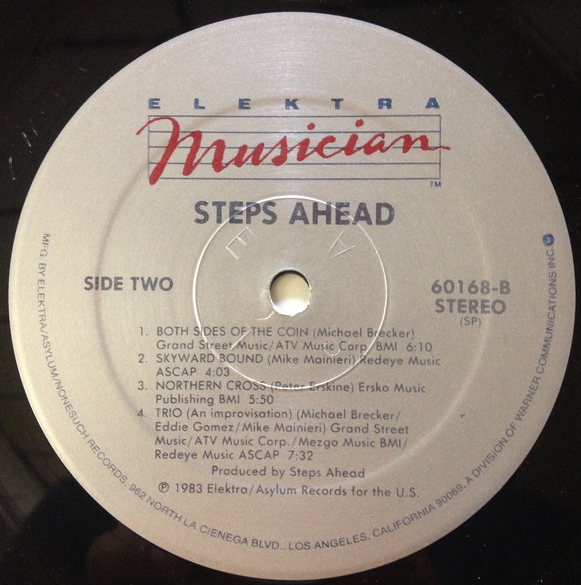 ELEKTRA
Musician
TM
STEPS AHEAD
SIDE TWO
60168-B
STEREO
(SP)
1. BOTH SIDES OF THE COIN (Michael Brecker)
Grand Street Music/ATV Music Corp. BMI 6:10
2. SKYWARD BOUND (Mike Mainieri) Redeye Music
ASCAP 4:03
3. NORTHERN CROSS (Peter Erskine) Ersko Music
Publishing BMI 5:50
4. TRIO (An improvisation) (Michael Brecker/
Eddie Gomez/Mike Mainieri) Grand Street
Music/ATV Music Corp./Mezgo Music BMI/
Redeye Music ASCAP 7:32
Produced by Steps Ahead
℗ 1983 Elektra/Asylum Records for the U.S.
MFG. BY ELEKTRA/ASYLUM/NONESUCH RECORDS, 962 NORTH LA CIENEGA BLVD., LOS ANGELES, CALIFORNIA 90069, A DIVISION OF WARNER COMMUNICATIONS INC.